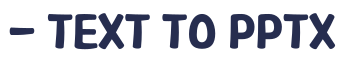 – TEXT TO PPTX